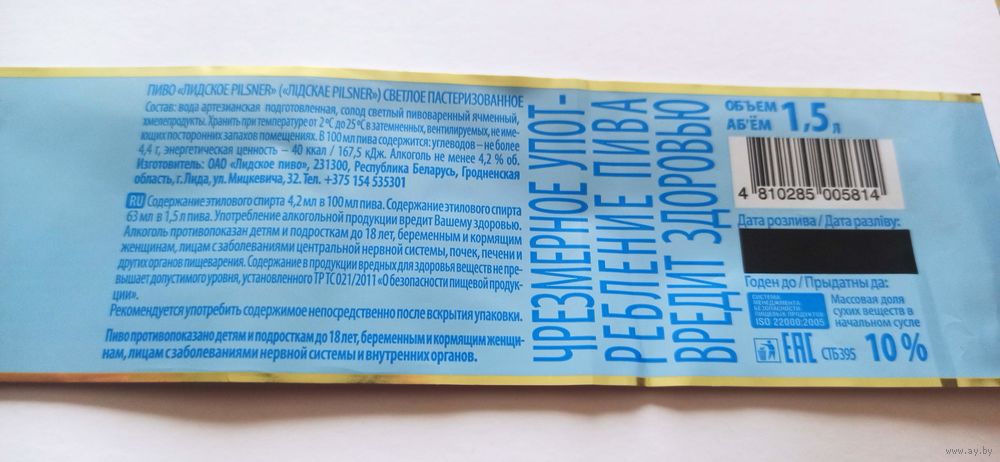 ПИВО «ЛИДСКОЕ PILSNER» («ЛІДСКАЕ PILSNER») СВЕТЛОЕ ПАСТЕРИЗОВАННОЕ
Состав: вода артезианская подготовленная, солод светлый пивоваренный ячменный,
хмелепродукты. Хранить при температуре от 2°С до 25°С в затемненных, вентилируемых, не име-
ющих посторонних запахов помещениях. В 100 мл пива содержится: углеводов – не более
4,4 г, энергетическая ценность – 40 ккал / 167,5 кДж. Алкоголь не менее 4,2 % об.
Изготовитель: ОАО «Лидское пиво», 231300, Республика Беларусь, Гродненская
область, г. Лида, ул. Мицкевича, 32. Тел. +375 154 535301
RU Содержание этилового спирта 4,2 мл в 100 мл пива. Содержание этилового спирта
63 мл в 1,5 л пива. Употребление алкогольной продукции вредит Вашему здоровью.
Алкоголь противопоказан детям и подросткам до 18 лет, беременным и кормящим
женщинам, лицам с заболеваниями центральной нервной системы, почек, печени и
других органов пищеварения. Содержание в продукции вредных для здоровья веществ не пре-
вышает допустимого уровня, установленного ТР ТС 021/2011 «О безопасности пищевой продук-
ции».
Рекомендуется употребить содержимое непосредственно после вскрытия упаковки.
Пиво противопоказано детям и подросткам до 18 лет, беременным и кормящим женщи-
нам, лицам с заболеваниями нервной системы и внутренних органов.
ЧРЕЗМЕРНОЕ УПОТ-
РЕБЛЕНИЕ ПИВА
ВРЕДИТ ЗДОРОВЬЮ
ОБЪЕМ
АБ'ЁМ 1,5 л
4 810285 005814
Дата розлива / Дата разліву:
Годен до / Прыдатны да:
СИСТЕМА
МЕНЕДЖМЕНТА
БЕЗОПАСНОСТИ
ПИЩЕВЫХ ПРОДУКТОВ
ISO 22000:2005
Массовая доля
сухих веществ в
начальном сусле
EAC СТБ395 10 %
www.ay.by